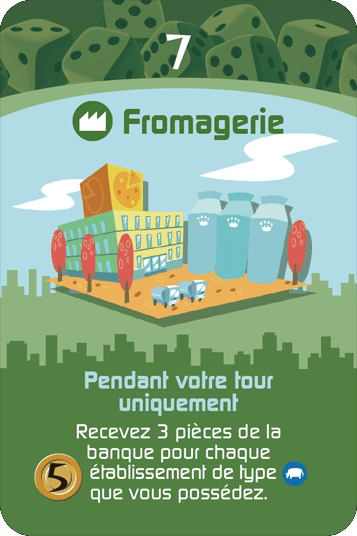 7
Fromagerie
Pendant votre tour
uniquement
Recevez 3 pièces de la
banque pour chaque
établissement de type
que vous possédez.
5